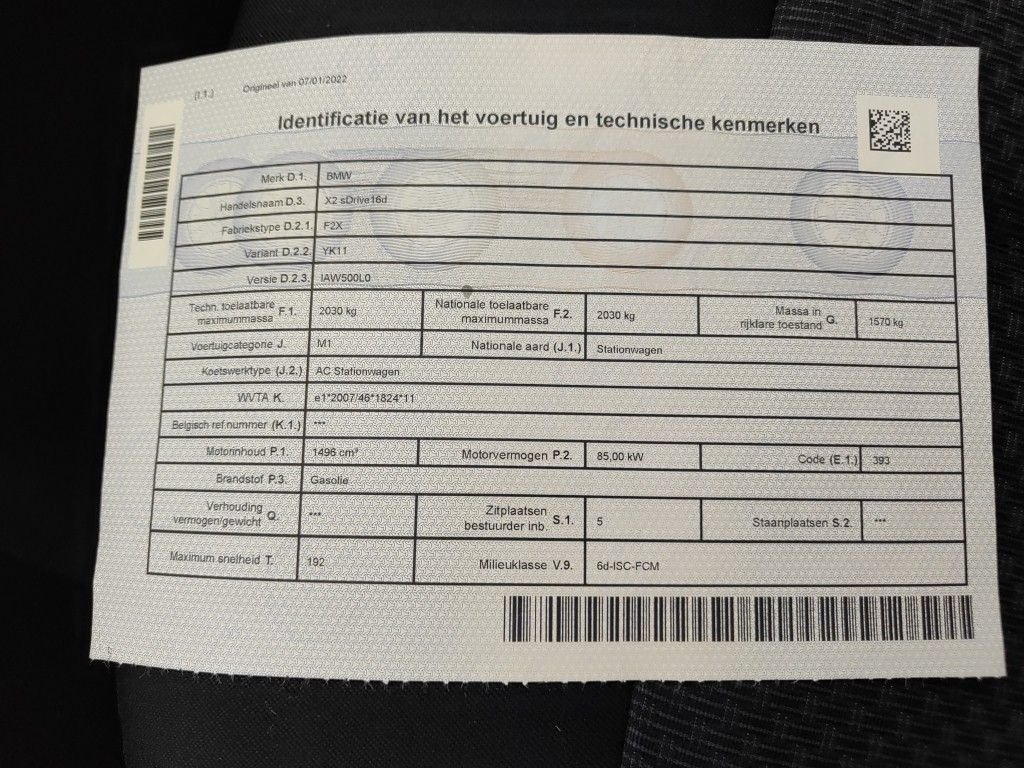 (I.1.) Origineel van 07/01/2022
Identificatie van het voertuig en technische kenmerken
Merk D.1. BMW
Handelsnaam D.3. X2 sDrive16d
Fabriekstype D.2.1. F2X
Variant D.2.2. YK11
Versie D.2.3. IAW500L0
Techn. toelaatbare maximummassa F.1. 2030 kg Nationale toelaatbare maximummassa F.2. 2030 kg Massa in rijklare toestand G. 1570 kg
Voertuigcategorie J. M1 Nationale aard (J.1.) Stationwagen
Koetswerktype (J.2.) AC Stationwagen
WVTA K. e1*2007/46*1824*11
Belgisch ref.nummer (K.1.) ***
Motorinhoud P.1. 1496 cm³ Motorvermogen P.2. 85,00 kW Code (E.1.) 393
Brandstof P.3. Gasolie
Verhouding vermogen/gewicht Q. *** Zitplaatsen bestuurder inb. S.1. 5 Staanplaatsen S.2. ***
Maximum snelheid T. 192 Milieuklasse V.9. 6d-ISC-FCM